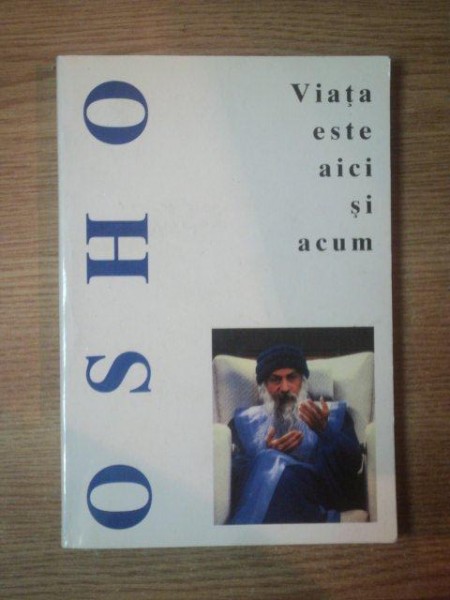 OSHO
Viața
este
aici
și
acum